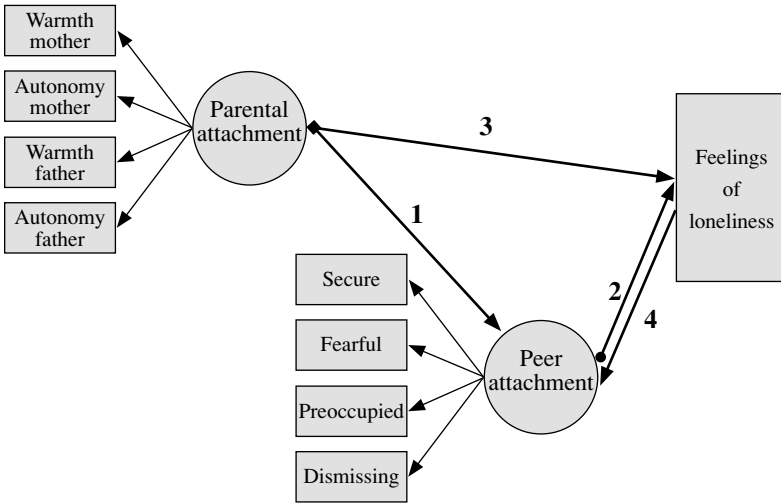 Warmth
mother
Autonomy
mother
Warmth
father
Autonomy
father
Parental
attachment
3
1
Feelings
of
loneliness
Secure
Fearful
Preoccupied
Dismissing
Peer
attachment
2
4